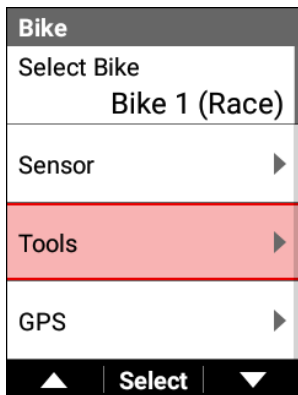 Bike
Select Bike
Bike 1 (Race)
Sensor
Tools
GPS
Select